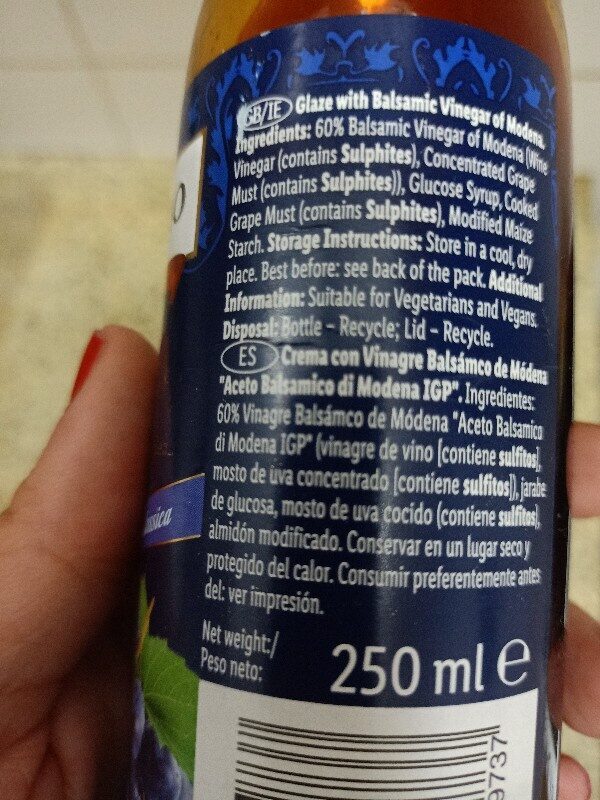 GB/IE Glaze with Balsamic Vinegar of Modena.
Ingredients: 60% Balsamic Vinegar of Modena (Wine
Vinegar (contains Sulphites), Concentrated Grape
Must (contains Sulphites)), Glucose Syrup, Cooked
Grape Must (contains Sulphites), Modified Maize
Starch. Storage Instructions: Store in a cool, dry
place. Best before: see back of the pack. Additional
Information: Suitable for Vegetarians and Vegans.
Disposal: Bottle - Recycle; Lid - Recycle.
ES Crema con Vinagre Balsámco de Módena
"Aceto Balsamico di Modena IGP". Ingredientes:
60% Vinagre Balsámco de Módena "Aceto Balsamico
di Modena IGP" (vinagre de vino [contiene sulfitos],
mosto de uva concentrado [contiene sulfitos]), jarabe
de glucosa, mosto de uva cocido (contiene sulfitos),
almidón modificado. Conservar en un lugar seco y
protegido del calor. Consumir preferentemente antes
del: ver impresión.
Net weight:/
Peso neto:
250 ml e
9737